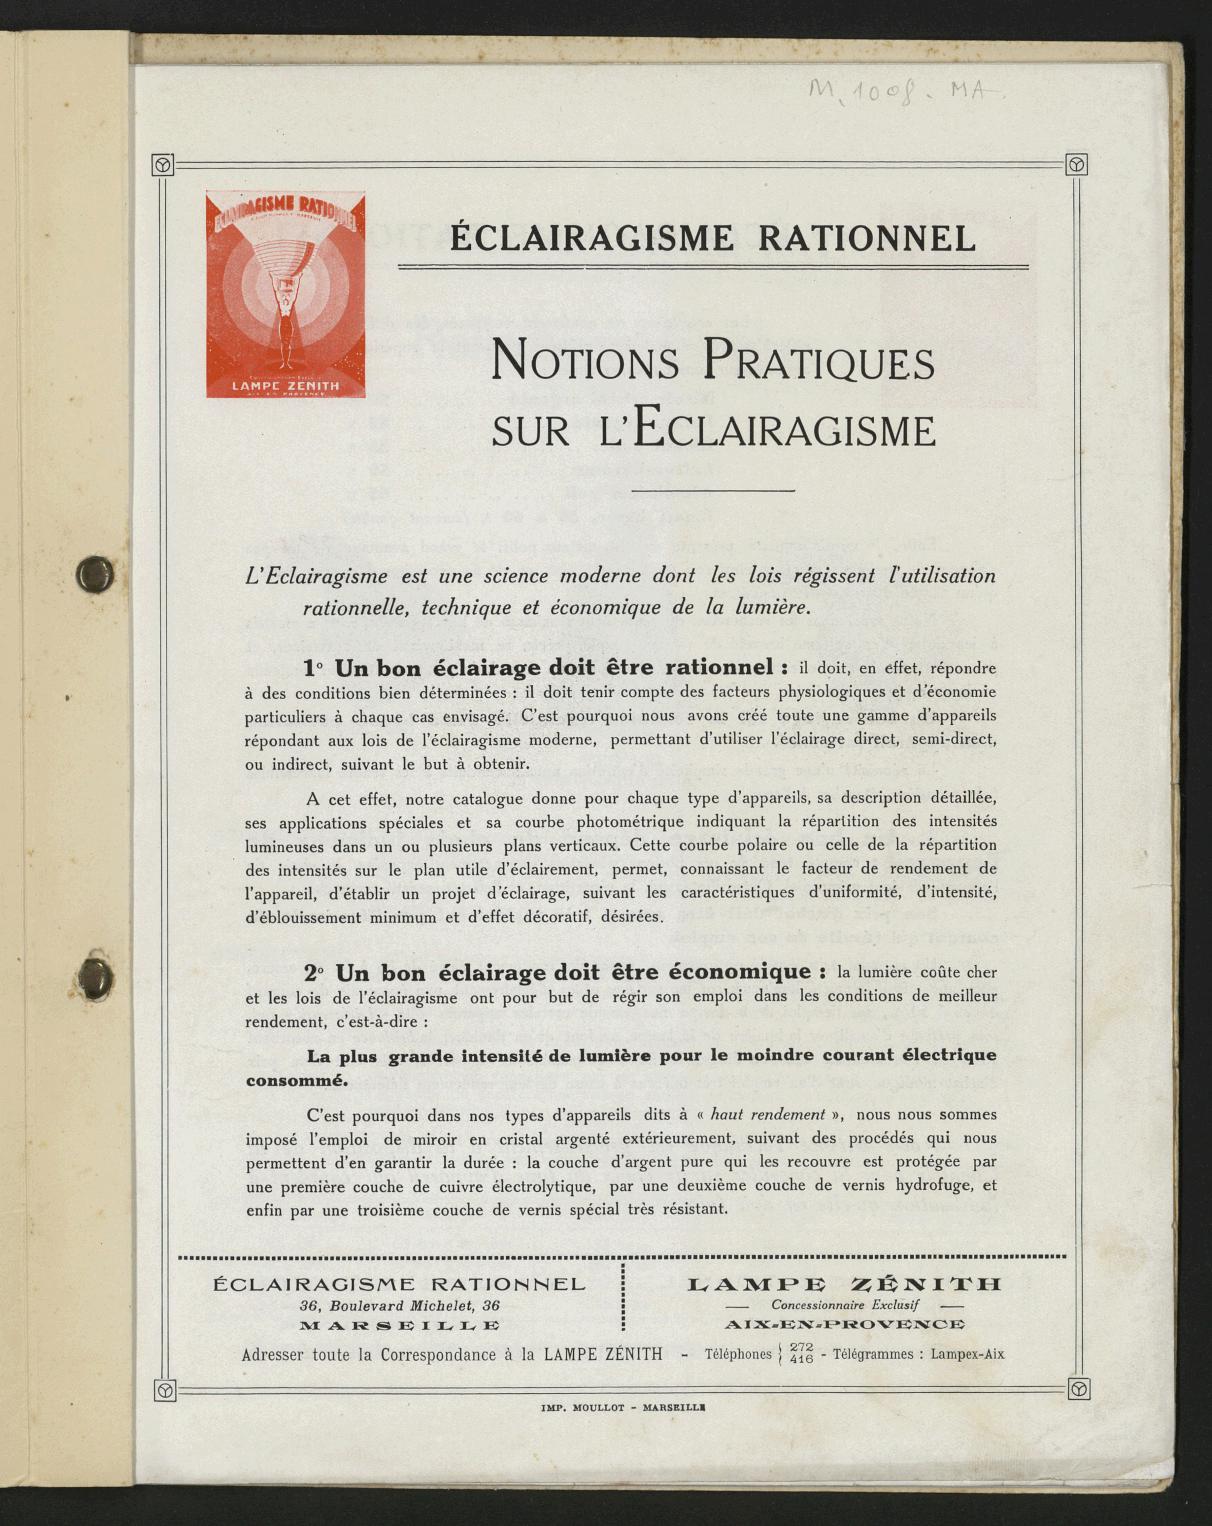 M. 1008. MA.
ÉCLAIRAGISME RATIONNEL
LAMPE ZENITH
AIX EN PROVENCE
ÉCLAIRAGISME RATIONNEL
NOTIONS PRATIQUES
SUR L'ECLAIRAGISME
L'Eclairagisme est une science moderne dont les lois régissent l'utilisation
rationnelle, technique et économique de la lumière.
1° Un bon éclairage doit être rationnel : il doit, en effet, répondre
à des conditions bien déterminées : il doit tenir compte des facteurs physiologiques et d'économie
particuliers à chaque cas envisagé. C'est pourquoi nous avons créé toute une gamme d'appareils
répondant aux lois de l'éclairagisme moderne, permettant d'utiliser l'éclairage direct, semi-direct,
ou indirect, suivant le but à obtenir.
A cet effet, notre catalogue donne pour chaque type d'appareils, sa description détaillée,
ses applications spéciales et sa courbe photométrique indiquant la répartition des intensités
lumineuses dans un ou plusieurs plans verticaux. Cette courbe polaire ou celle de la répartition
des intensités sur le plan utile d'éclairement, permet, connaissant le facteur de rendement de
l'appareil, d'établir un projet d'éclairage, suivant les caractéristiques d'uniformité, d'intensité,
d'éblouissement minimum et d'effet décoratif, désirées.
2° Un bon éclairage doit être économique : la lumière coûte cher
et les lois de l'éclairagisme ont pour but de régir son emploi dans les conditions de meilleur
rendement, c'est-à-dire :
La plus grande intensité de lumière pour le moindre courant électrique
consommé.
C'est pourquoi dans nos types d'appareils dits à « haut rendement », nous nous sommes
imposé l'emploi de miroir en cristal argenté extérieurement, suivant des procédés qui nous
permettent d'en garantir la durée : la couche d'argent pure qui les recouvre est protégée par
une première couche de cuivre électrolytique, par une deuxième couche de vernis hydrofuge, et
enfin par une troisième couche de vernis spécial très résistant.
ÉCLAIRAGISME RATIONNEL
36, Boulevard Michelet, 36
MARSEILLE
LAMPE ZÉNITH
Concessionnaire Exclusif
AIX-EN-PROVENCE
Adresser toute la Correspondance à la LAMPE ZÉNITH - Téléphones { 272 416 - Télégrammes : Lampex-Aix
IMP. MOULLOT - MARSEILLE